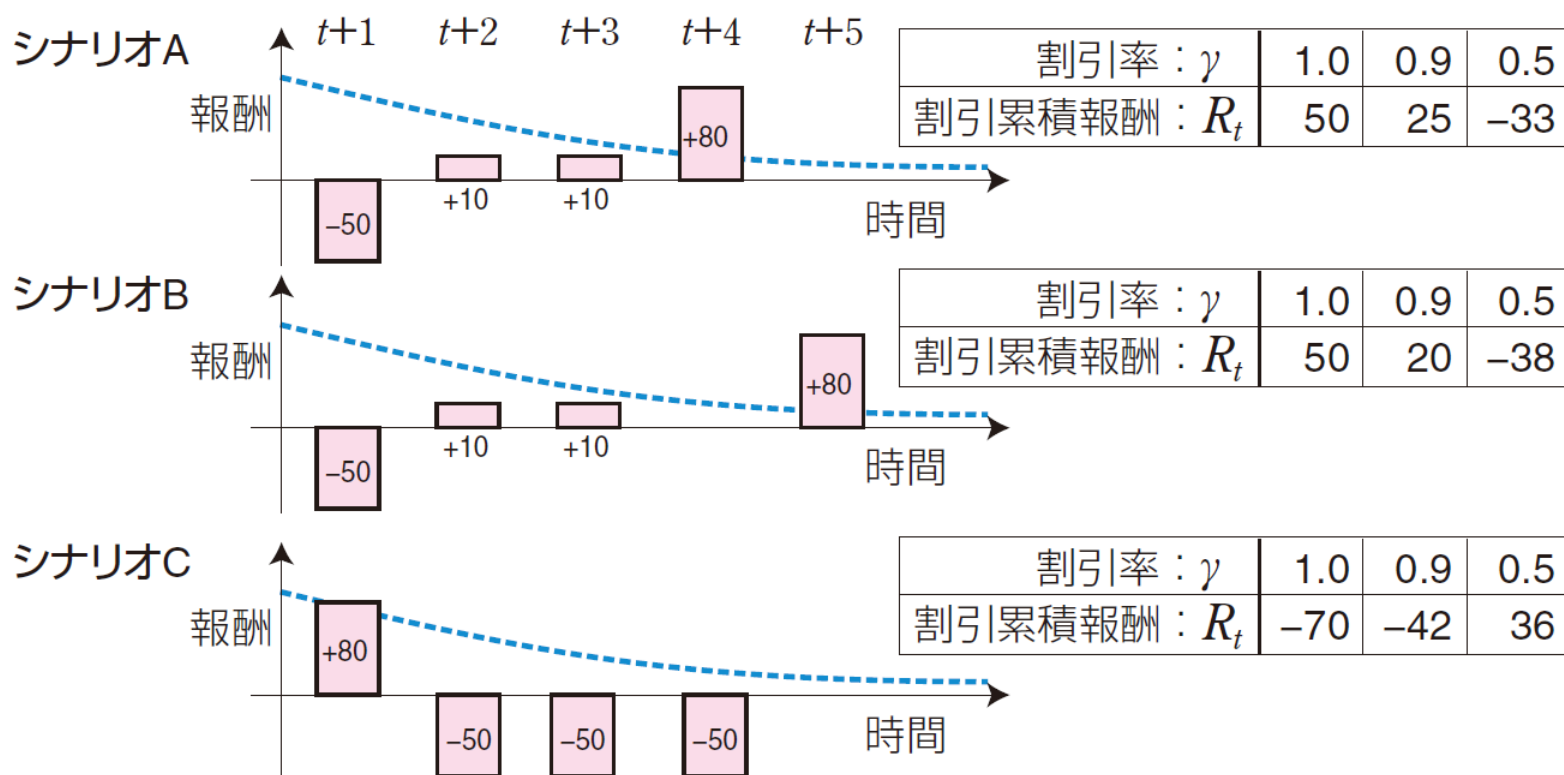 シナリオA
t+1 t+2 t+3 t+4 t+5
報酬
−50
+10
+10
+80
時間
割引率：γ 1.0 0.9 0.5
割引累積報酬：Rt 50 25 −33
シナリオB
報酬
−50
+10
+10
+80
時間
割引率：γ 1.0 0.9 0.5
割引累積報酬：Rt 50 20 −38
シナリオC
報酬
+80
−50
−50
−50
時間
割引率：γ 1.0 0.9 0.5
割引累積報酬：Rt −70 −42 36